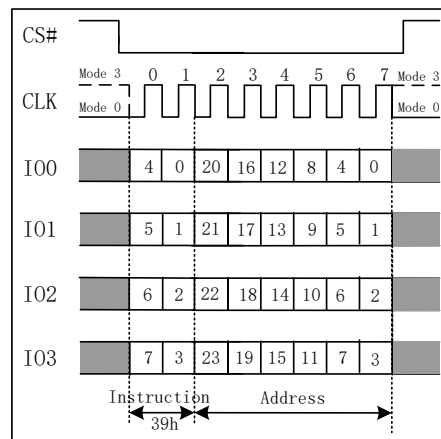 CS#
Mode 3 0 1 2 3 4 5 6 7 Mode 3
CLK Mode 0 Mode 0
IO0 4 0 20 16 12 8 4 0
IO1 5 1 21 17 13 9 5 1
IO2 6 2 22 18 14 10 6 2
IO3 7 3 23 19 15 11 7 3
Instruction Address
39h